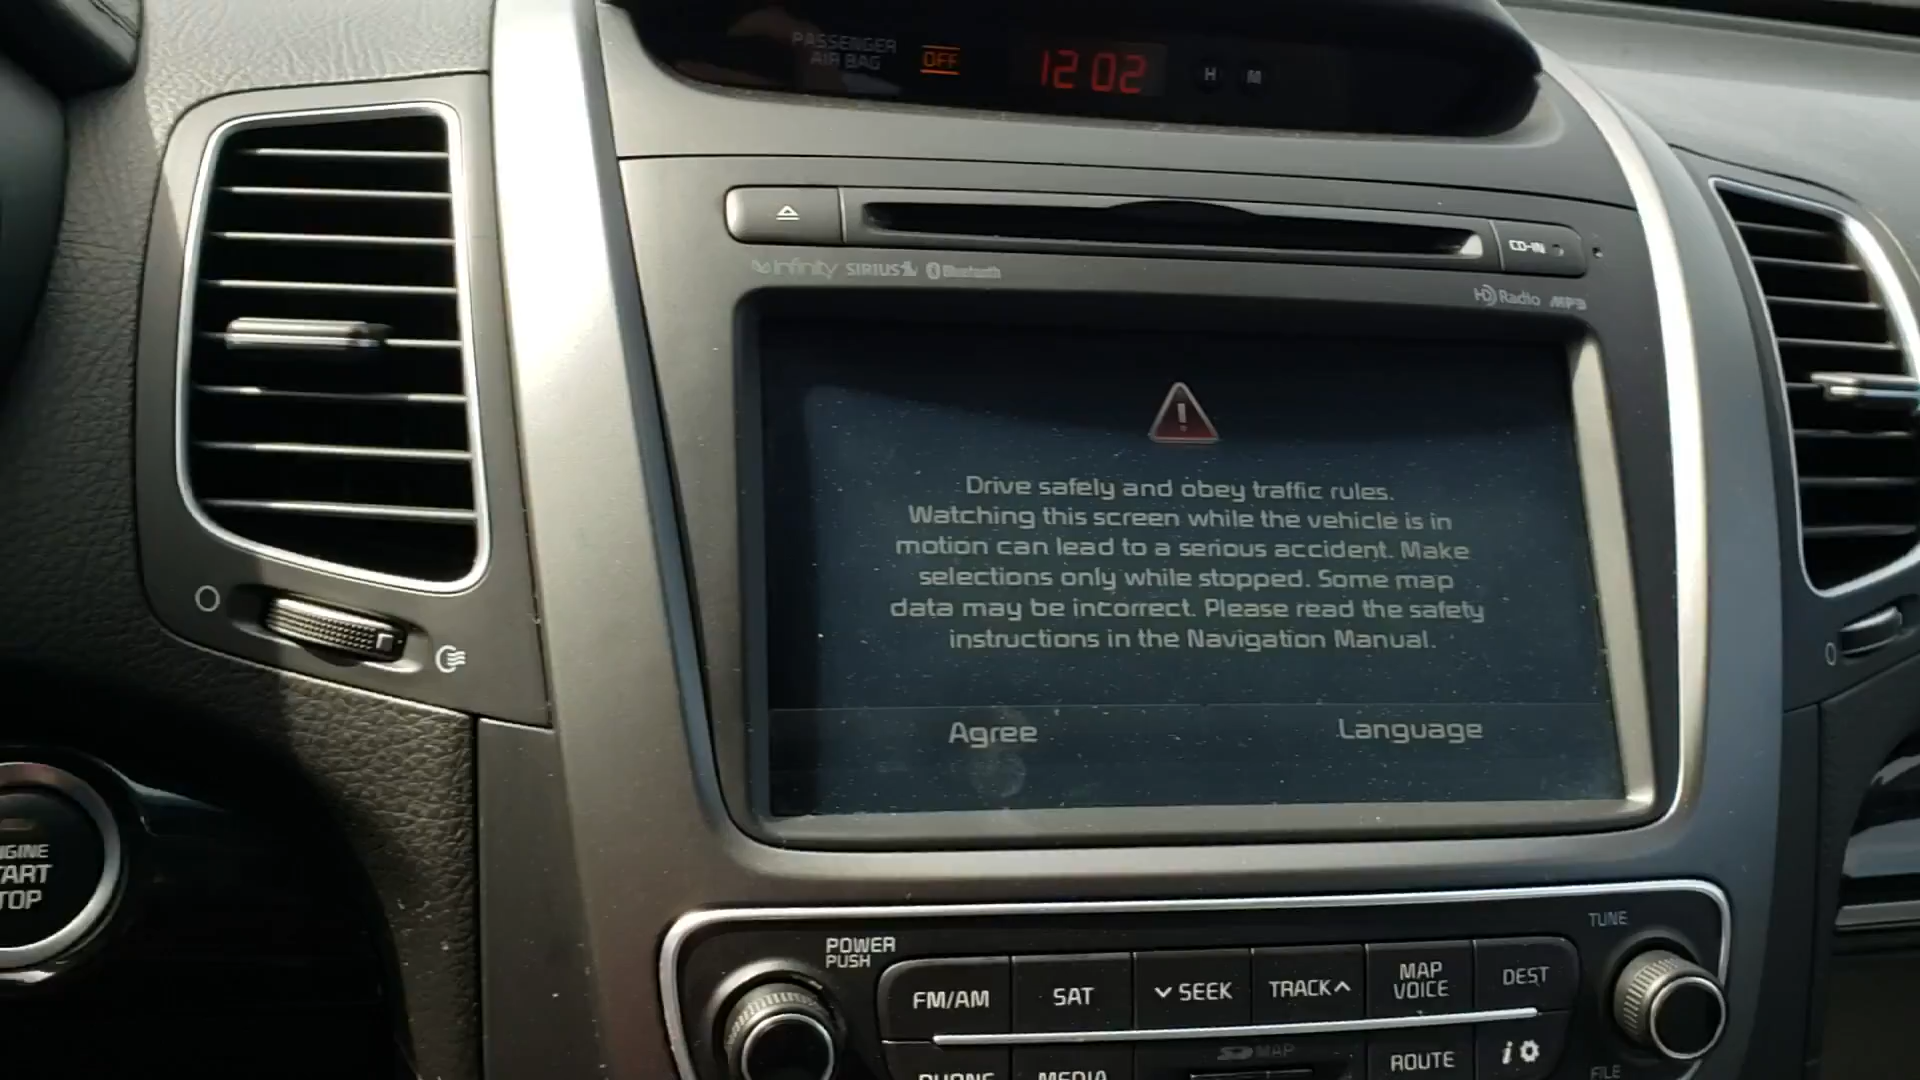 PASSENGER
AIR BAG OFF
12:02
H M
CD-IN
infinity SIRIUS Bluetooth
HD Radio MP3
Drive safely and obey traffic rules.
Watching this screen while the vehicle is in
motion can lead to a serious accident. Make
selections only while stopped. Some map
data may be incorrect. Please read the safety
instructions in the Navigation Manual.
Agree Language
START
STOP
TUNE
POWER
PUSH
FM/AM SAT SEEK TRACK MAP VOICE DEST
SD MAP
PHONE MEDIA ROUTE i
FILE